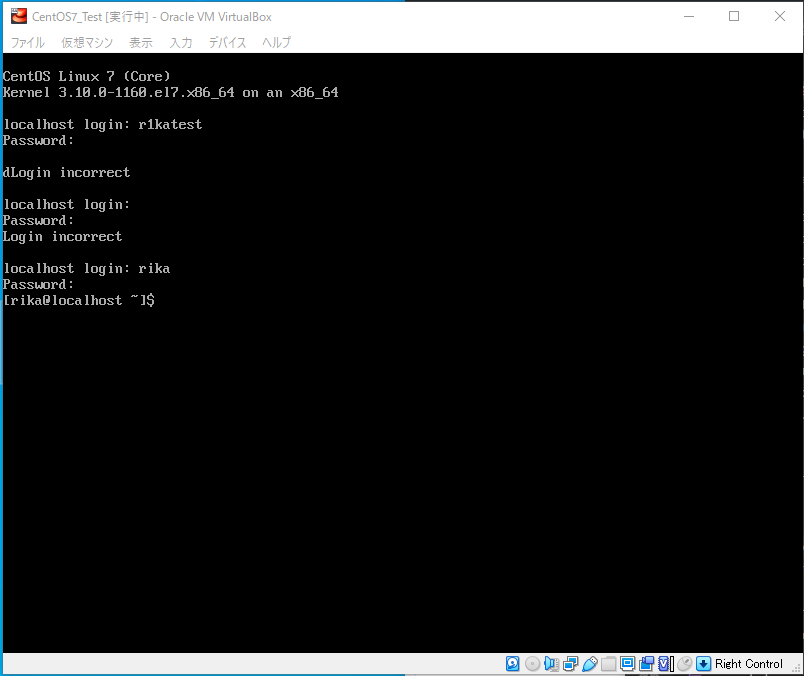 CentOS7_Test [実行中] - Oracle VM VirtualBox
ファイル 仮想マシン 表示 入力 デバイス ヘルプ
CentOS Linux 7 (Core)
Kernel 3.10.0-1160.el7.x86_64 on an x86_64
localhost login: r1katest
Password:
dLogin incorrect
localhost login:
Password:
Login incorrect
localhost login: rika
Password:
[rika@localhost ~]$
Right Control